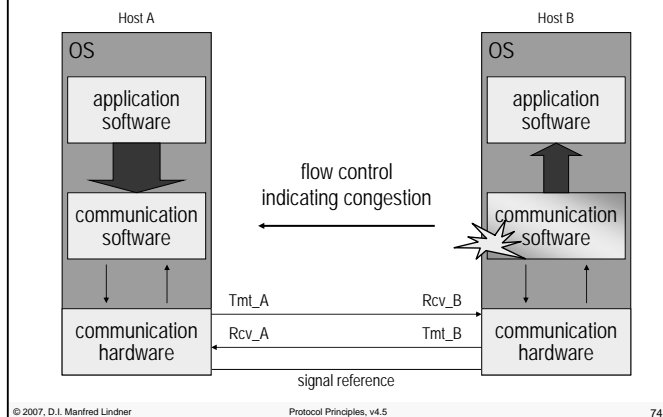 Host A
Host B
OS
OS
application
software
application
software
flow control
indicating congestion
communication
software
communication
software
Tmt_A
Rcv_B
Rcv_A
Tmt_B
communication
hardware
communication
hardware
signal reference
© 2007, D.I. Manfred Lindner
Protocol Principles, v4.5
74